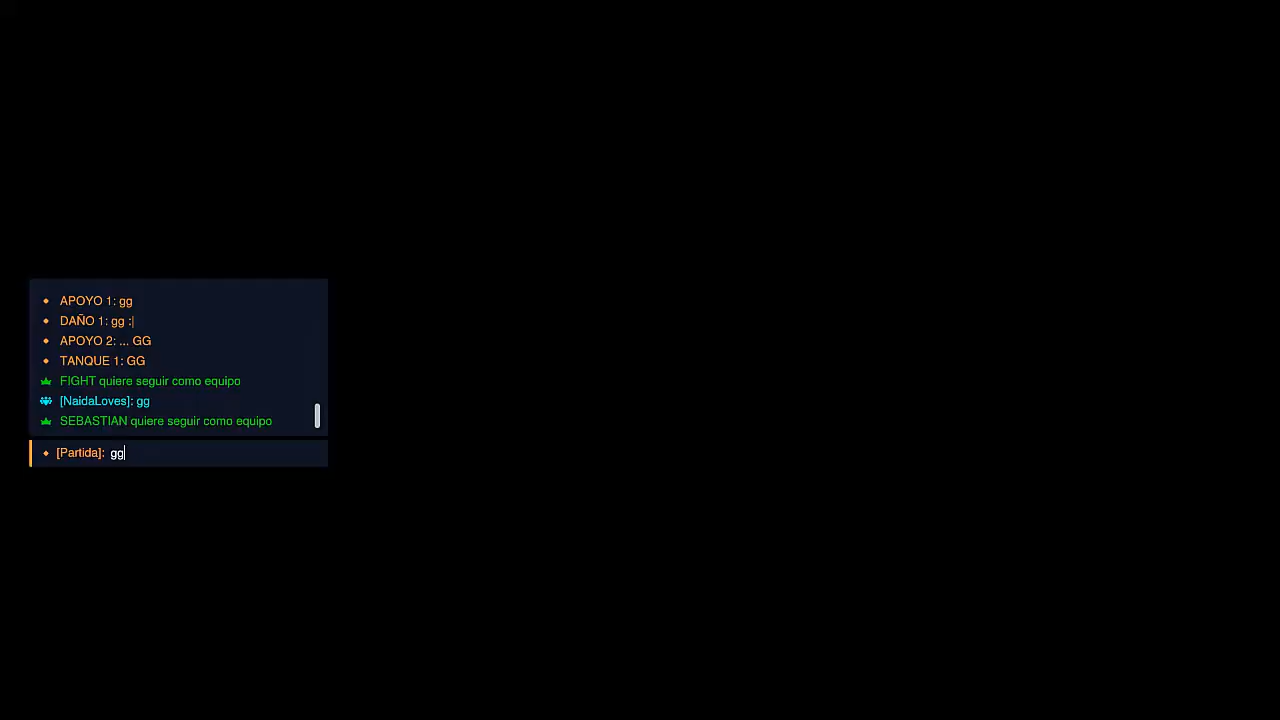 APOYO 1: gg
DAÑO 1: gg :|
APOYO 2: ... GG
TANQUE 1: GG
FIGHT quiere seguir como equipo
[NaidaLoves]: gg
SEBASTIAN quiere seguir como equipo
[Partida]: gg